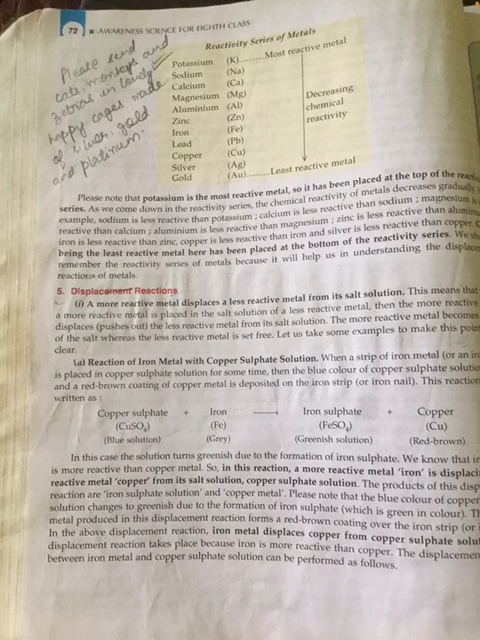 72 ■ AWARENESS SCIENCE FOR EIGHTH CLASS
Please send
cats, monkeys and
Zebras in lovely
happy cages made
of silver, gold
and platinum.
Reactivity Series of Metals
Potassium (K)..........Most reactive metal
Sodium (Na)
Calcium (Ca)
Magnesium (Mg)
Aluminium (Al)
Zinc (Zn)
Iron (Fe)
Lead (Pb)
Copper (Cu)
Silver (Ag)
Gold (Au)..........Least reactive metal
Decreasing
chemical
reactivity
Please note that potassium is the most reactive metal, so it has been placed at the top of the
series. As we come down in the reactivity series, the chemical reactivity of metals decreases gradually.
example, sodium is less reactive than potassium ; calcium is less reactive than sodium ; magnesium
reactive than calcium ; aluminium is less reactive than magnesium ; zinc is less reactive than
iron is less reactive than zinc, copper is less reactive than iron and silver is less reactive than copper.
being the least reactive metal here has been placed at the bottom of the reactivity series. We
remember the reactivity series of metals because it will help us in understanding the
reactions of metals.
5. Displacement Reactions
(i) A more reactive metal displaces a less reactive metal from its salt solution. This means that
a more reactive metal is placed in the salt solution of a less reactive metal, then the more reactive
displaces (pushes out) the less reactive metal from its salt solution. The more reactive metal becomes
of the salt whereas the less reactive metal is set free. Let us take some examples to make this point
clear.
(a) Reaction of Iron Metal with Copper Sulphate Solution. When a strip of iron metal (or an
is placed in copper sulphate solution for some time, then the blue colour of copper sulphate
and a red-brown coating of copper metal is deposited on the iron strip (or iron nail). This reaction
written as :
Copper sulphate + Iron ⟶ Iron sulphate + Copper
(CuSO₄) (Fe) (FeSO₄) (Cu)
(Blue solution) (Grey) (Greenish solution) (Red-brown)
In this case the solution turns greenish due to the formation of iron sulphate. We know that
is more reactive than copper metal. So, in this reaction, a more reactive metal 'iron' is
reactive metal 'copper' from its salt solution, copper sulphate solution. The products of this
reaction are 'iron sulphate solution' and 'copper metal'. Please note that the blue colour of copper
solution changes to greenish due to the formation of iron sulphate (which is green in colour).
metal produced in this displacement reaction forms a red-brown coating over the iron strip (or
In the above displacement reaction, iron metal displaces copper from copper sulphate
displacement reaction takes place because iron is more reactive than copper. The
between iron metal and copper sulphate solution can be performed as follows.